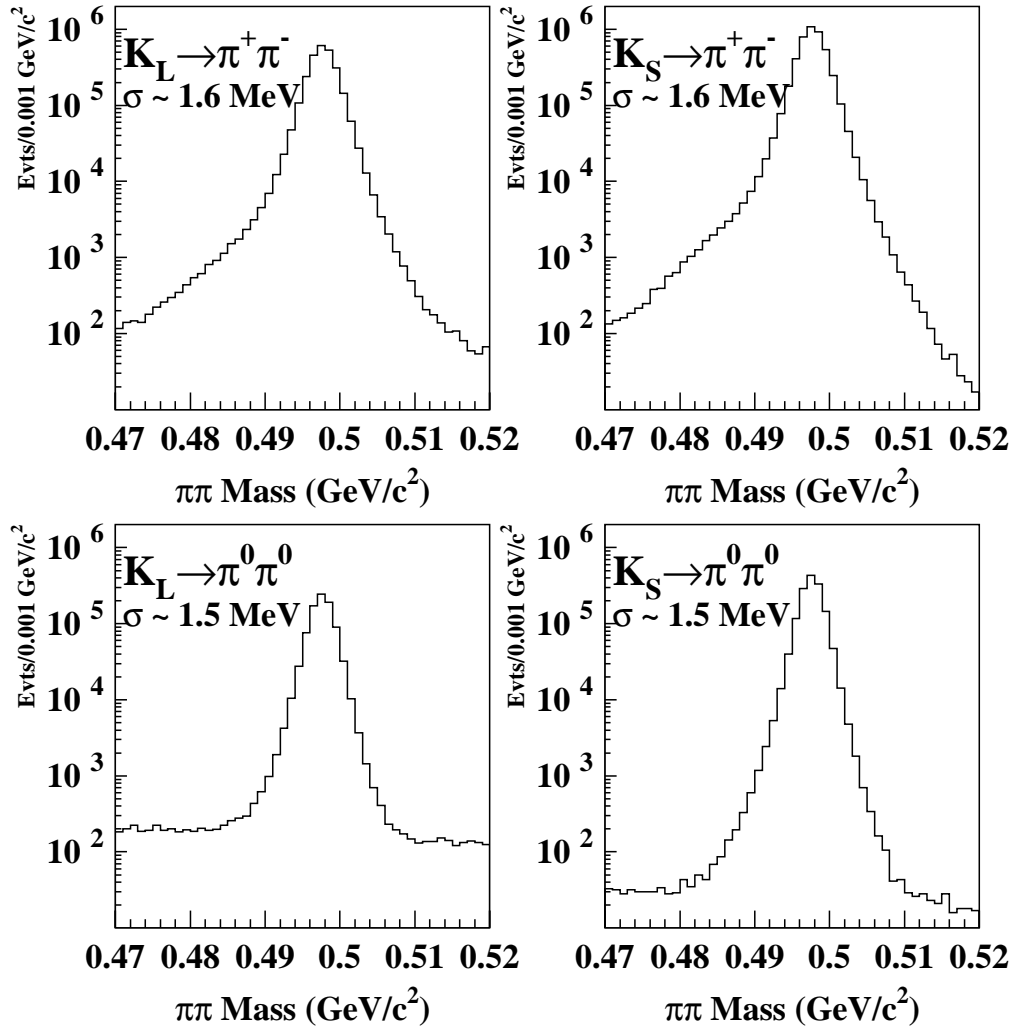 Evts/0.001 GeV/c²
10⁶
10⁵
10⁴
10³
10²
K_L→π⁺π⁻
σ ~ 1.6 MeV
0.47 0.48 0.49 0.5 0.51 0.52
ππ Mass (GeV/c²)
Evts/0.001 GeV/c²
10⁶
10⁵
10⁴
10³
10²
K_S→π⁺π⁻
σ ~ 1.6 MeV
0.47 0.48 0.49 0.5 0.51 0.52
ππ Mass (GeV/c²)
Evts/0.001 GeV/c²
10⁶
10⁵
10⁴
10³
10²
K_L→π⁰π⁰
σ ~ 1.5 MeV
0.47 0.48 0.49 0.5 0.51 0.52
ππ Mass (GeV/c²)
Evts/0.001 GeV/c²
10⁶
10⁵
10⁴
10³
10²
K_S→π⁰π⁰
σ ~ 1.5 MeV
0.47 0.48 0.49 0.5 0.51 0.52
ππ Mass (GeV/c²)